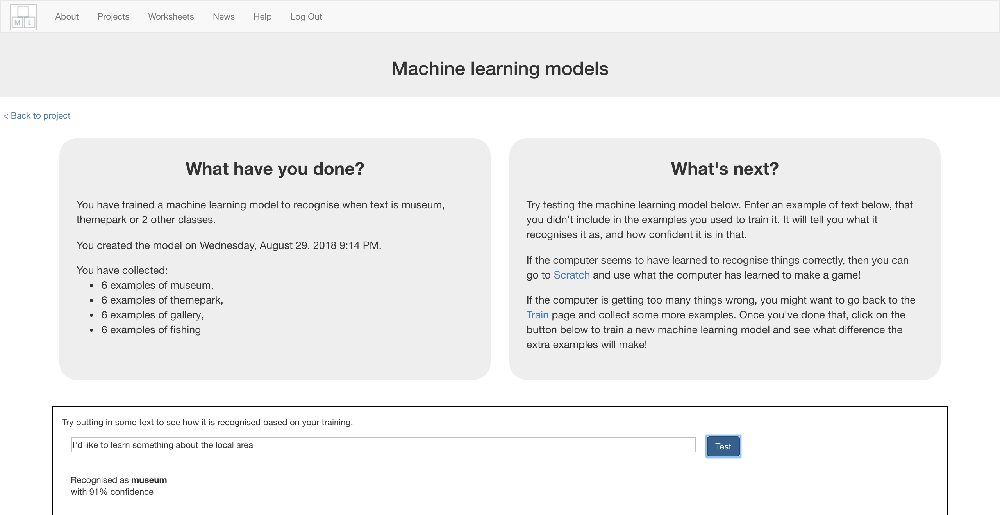 M L
About Projects Worksheets News Help Log Out
Machine learning models
< Back to project
What have you done?
You have trained a machine learning model to recognise when text is museum,
themepark or 2 other classes.
You created the model on Wednesday, August 29, 2018 9:14 PM.
You have collected:
• 6 examples of museum,
• 6 examples of themepark,
• 6 examples of gallery,
• 6 examples of fishing
What's next?
Try testing the machine learning model below. Enter an example of text below, that
you didn't include in the examples you used to train it. It will tell you what it
recognises it as, and how confident it is in that.
If the computer seems to have learned to recognise things correctly, then you can
go to Scratch and use what the computer has learned to make a game!
If the computer is getting too many things wrong, you might want to go back to the
Train page and collect some more examples. Once you've done that, click on the
button below to train a new machine learning model and see what difference the
extra examples will make!
Try putting in some text to see how it is recognised based on your training.
I'd like to learn something about the local area
Test
Recognised as museum
with 91% confidence